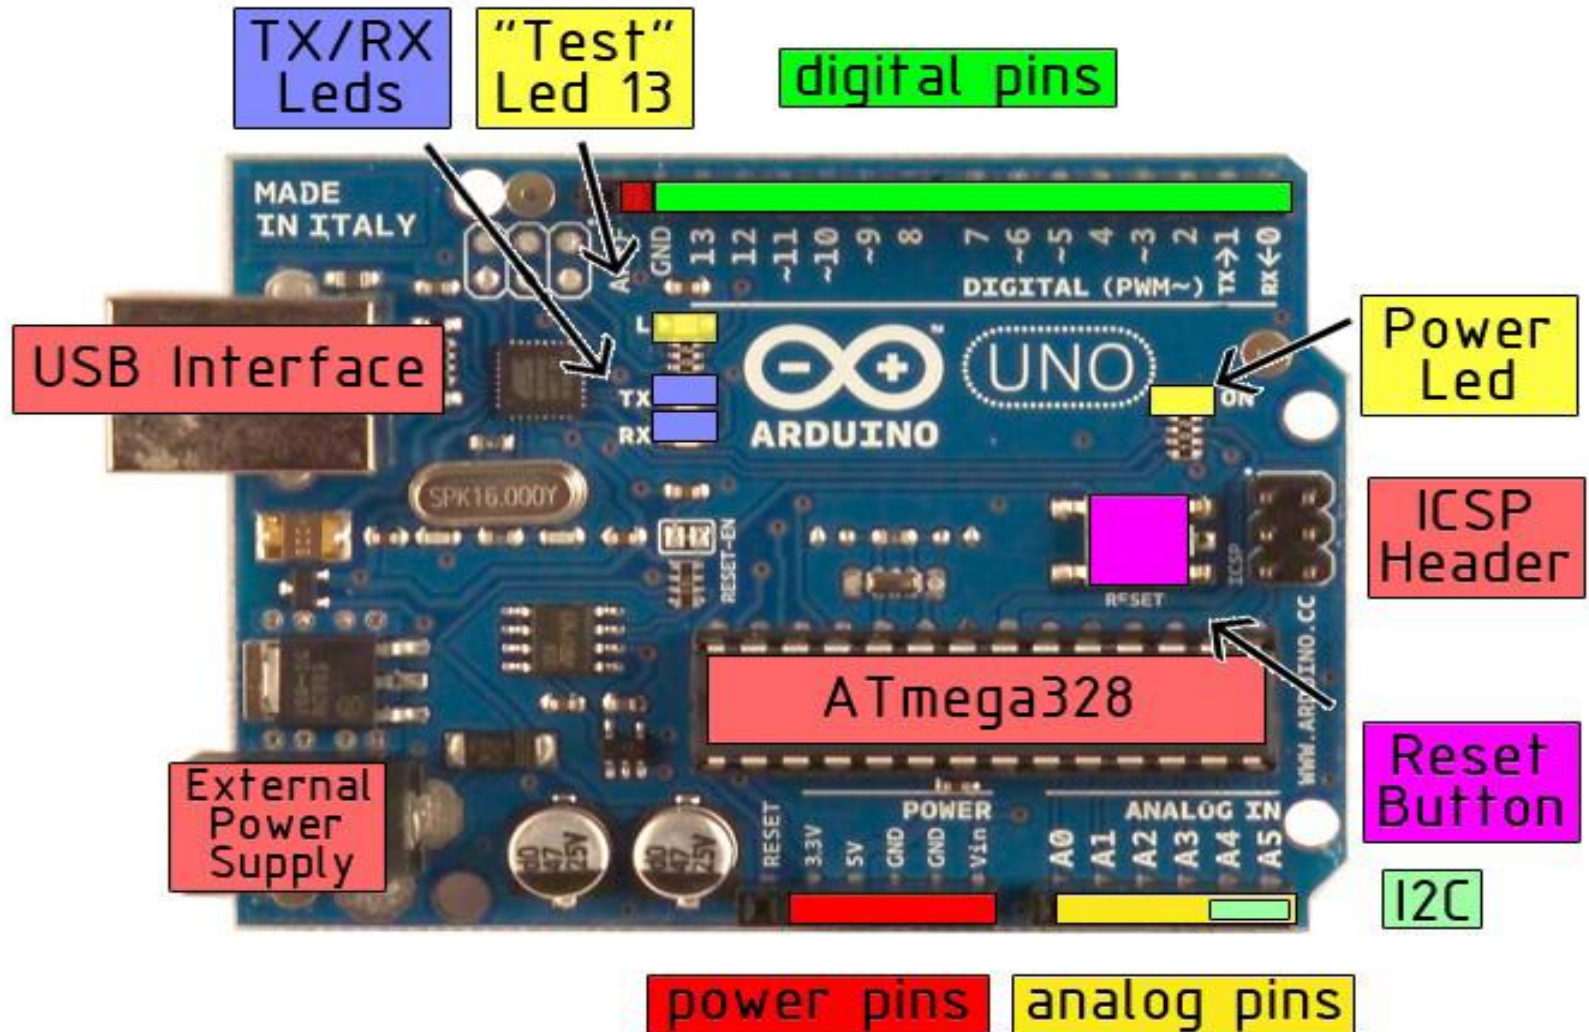 TX/RX
Leds
“Test”
Led 13
digital pins
MADE
IN ITALY
GND
13
12
~11
~10
~9
8
7
~6
~5
4
~3
2
TX→1
RX←0
DIGITAL (PWM~)
USB Interface
L
TX
RX
ARDUINO
UNO
ON
Power
Led
SPK16.000Y
RESET-EN
RESET
ICSP
ICSP
Header
ATmega328
WWW.ARDUINO.CC
Reset
Button
External
Power
Supply
47
25V
47
25V
POWER
RESET
3.3V
5V
GND
GND
Vin
ANALOG IN
A0
A1
A2
A3
A4
A5
I2C
power pins
analog pins